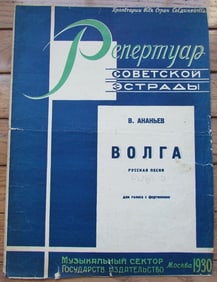 Пролетарии всех стран, соединяйтесь!
Репертуар
СОВЕТСКОЙ
ЭСТРАДЫ
В. АНАНЬЕВ
ВОЛГА
РУССКАЯ ПЕСНЯ
для голоса с фортепиано
МУЗЫКАЛЬНЫЙ СЕКТОР
ГОСУДАРСТВ. ИЗДАТЕЛЬСТВО
Москва 1930